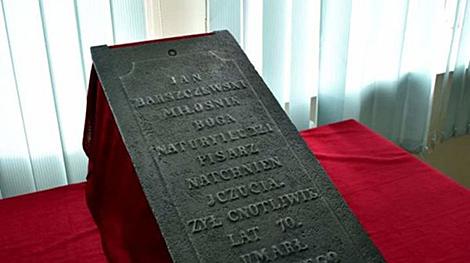 JAN
BARSZCZEWSKI
MIŁOŚNIK
BOGA
NATURY I LUDZI
PISARZ
NATCHNIEŃ
I CZUCIA.
ŻYŁ CNOTLIWIE
LAT 70.
UMARŁ